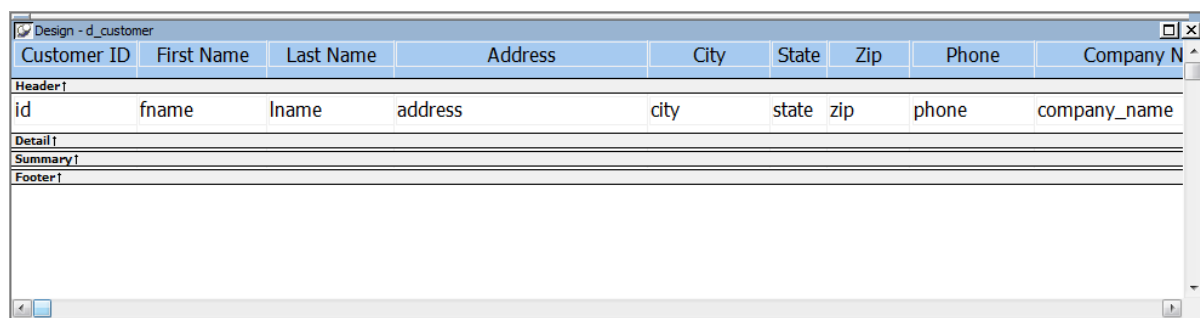 Design - d_customer
Customer ID First Name Last Name Address City State Zip Phone Company N
Header↑
id fname lname address city state zip phone company_name
Detail↑
Summary↑
Footer↑